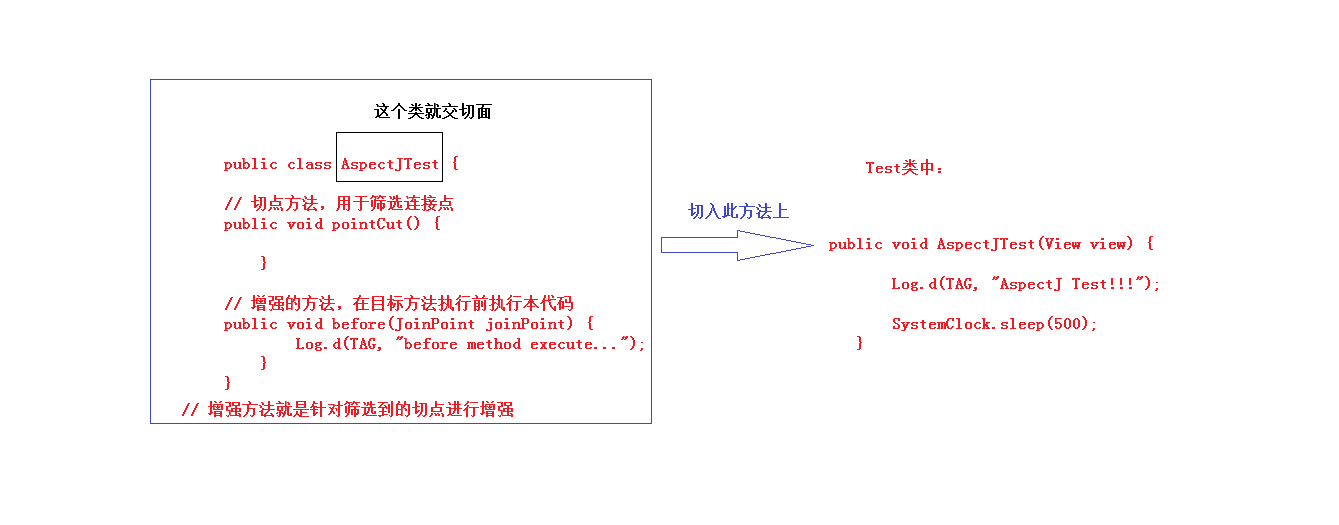 这个类就交切面
public class AspectJTest {
// 切点方法，用于筛选连接点
public void pointCut() {
}
// 增强的方法，在目标方法执行前执行本代码
public void before(JoinPoint joinPoint) {
Log.d(TAG, "before method execute...");
}
}
// 增强方法就是针对筛选到的切点进行增强
切入此方法上
Test类中：
public void AspectJTest(View view) {
Log.d(TAG, "AspectJ Test!!!");
SystemClock.sleep(500);
}